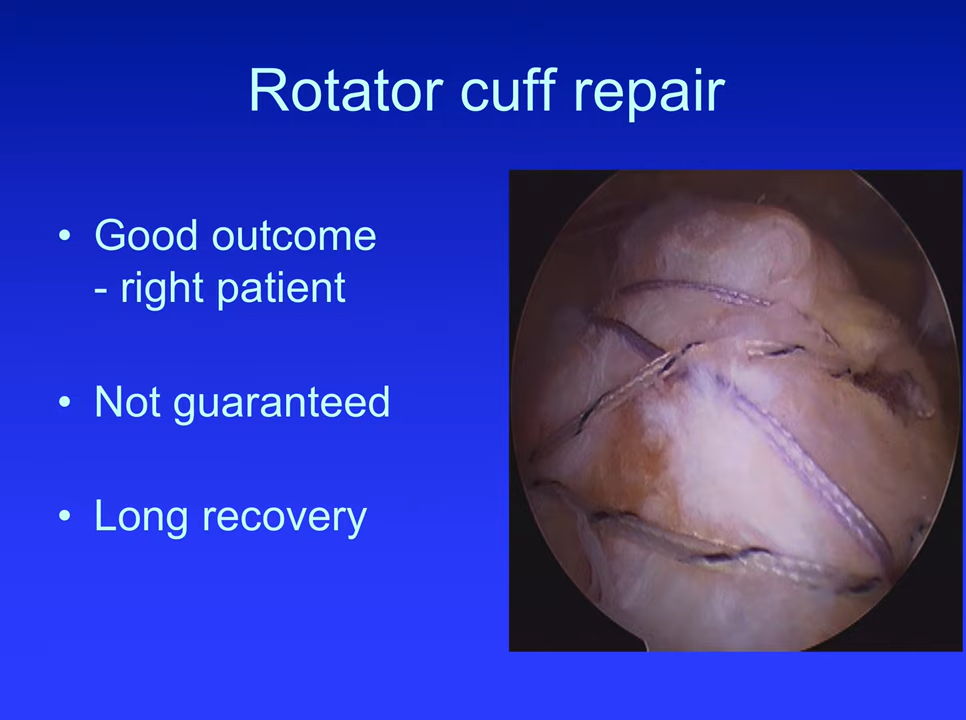 Rotator cuff repair
• Good outcome
- right patient
• Not guaranteed
• Long recovery